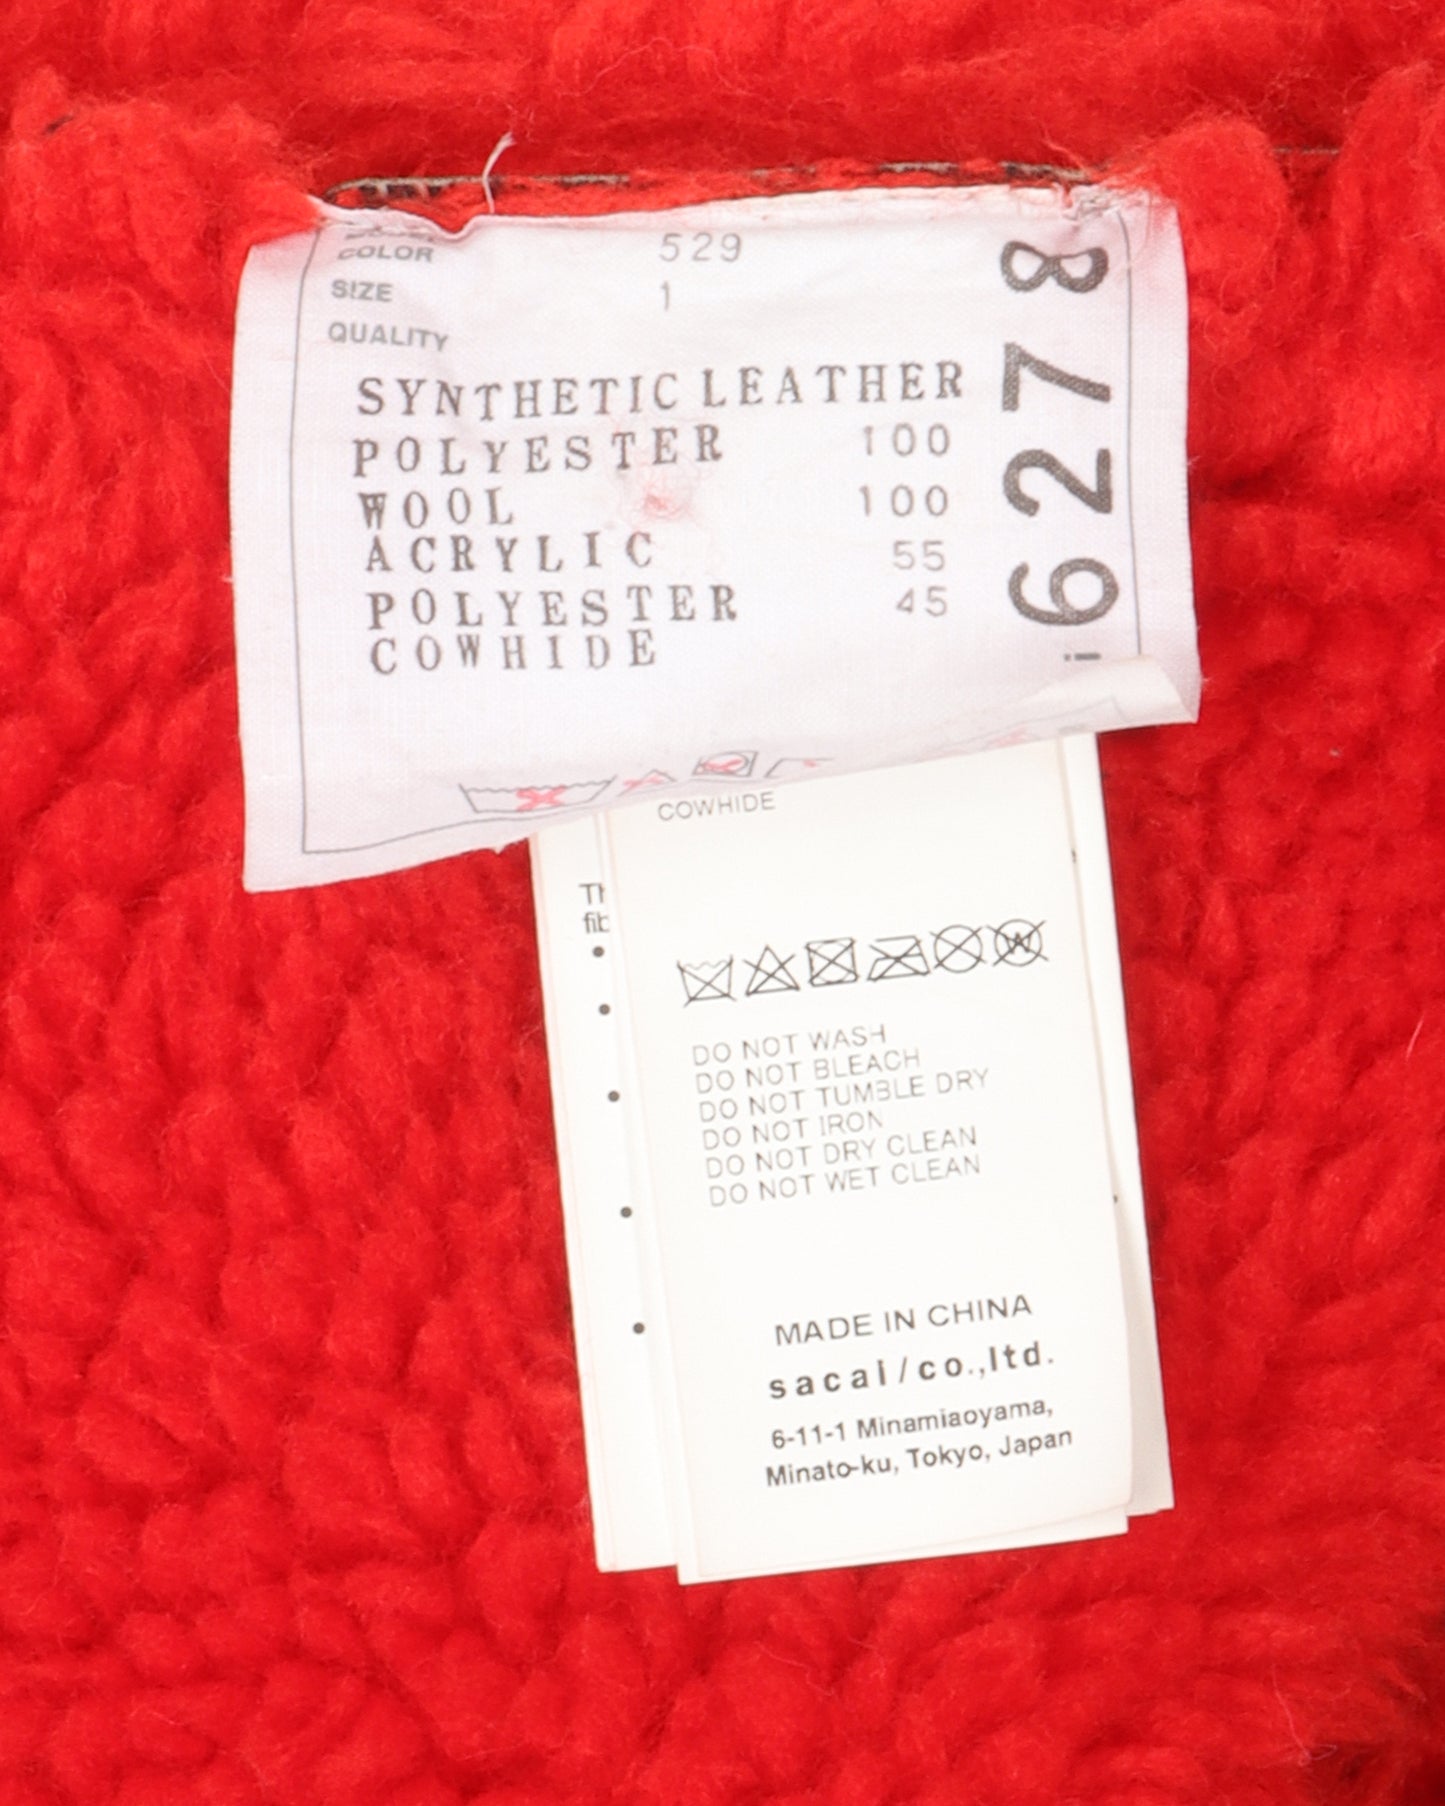 COLOR 529
SIZE 1
QUALITY
SYNTHETIC LEATHER
POLYESTER 100
WOOL 100
ACRYLIC 55
POLYESTER 45
COWHIDE
6278
COWHIDE
DO NOT WASH
DO NOT BLEACH
DO NOT TUMBLE DRY
DO NOT IRON
DO NOT DRY CLEAN
DO NOT WET CLEAN
MADE IN CHINA
sacai/co.,ltd.
6-11-1 Minamiaoyama,
Minato-ku, Tokyo, Japan